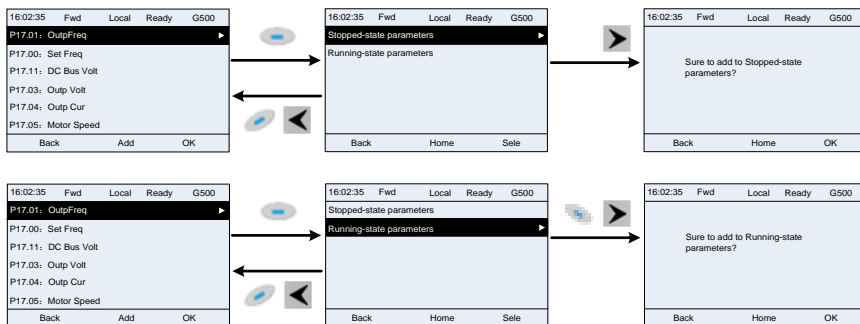 16:02:35 Fwd Local Ready G500
P17.01: OutpFreq
P17.00: Set Freq
P17.11: DC Bus Volt
P17.03: Outp Volt
P17.04: Outp Cur
P17.05: Motor Speed
Back Add OK
16:02:35 Fwd Local Ready G500
Stopped-state parameters
Running-state parameters
Back Home Sele
16:02:35 Fwd Local Ready G500
Sure to add to Stopped-state
parameters?
Back Home OK
16:02:35 Fwd Local Ready G500
P17.01: OutpFreq
P17.00: Set Freq
P17.11: DC Bus Volt
P17.03: Outp Volt
P17.04: Outp Cur
P17.05: Motor Speed
Back Add OK
16:02:35 Fwd Local Ready G500
Stopped-state parameters
Running-state parameters
Back Home Sele
16:02:35 Fwd Local Ready G500
Sure to add to Running-state
parameters?
Back Home OK